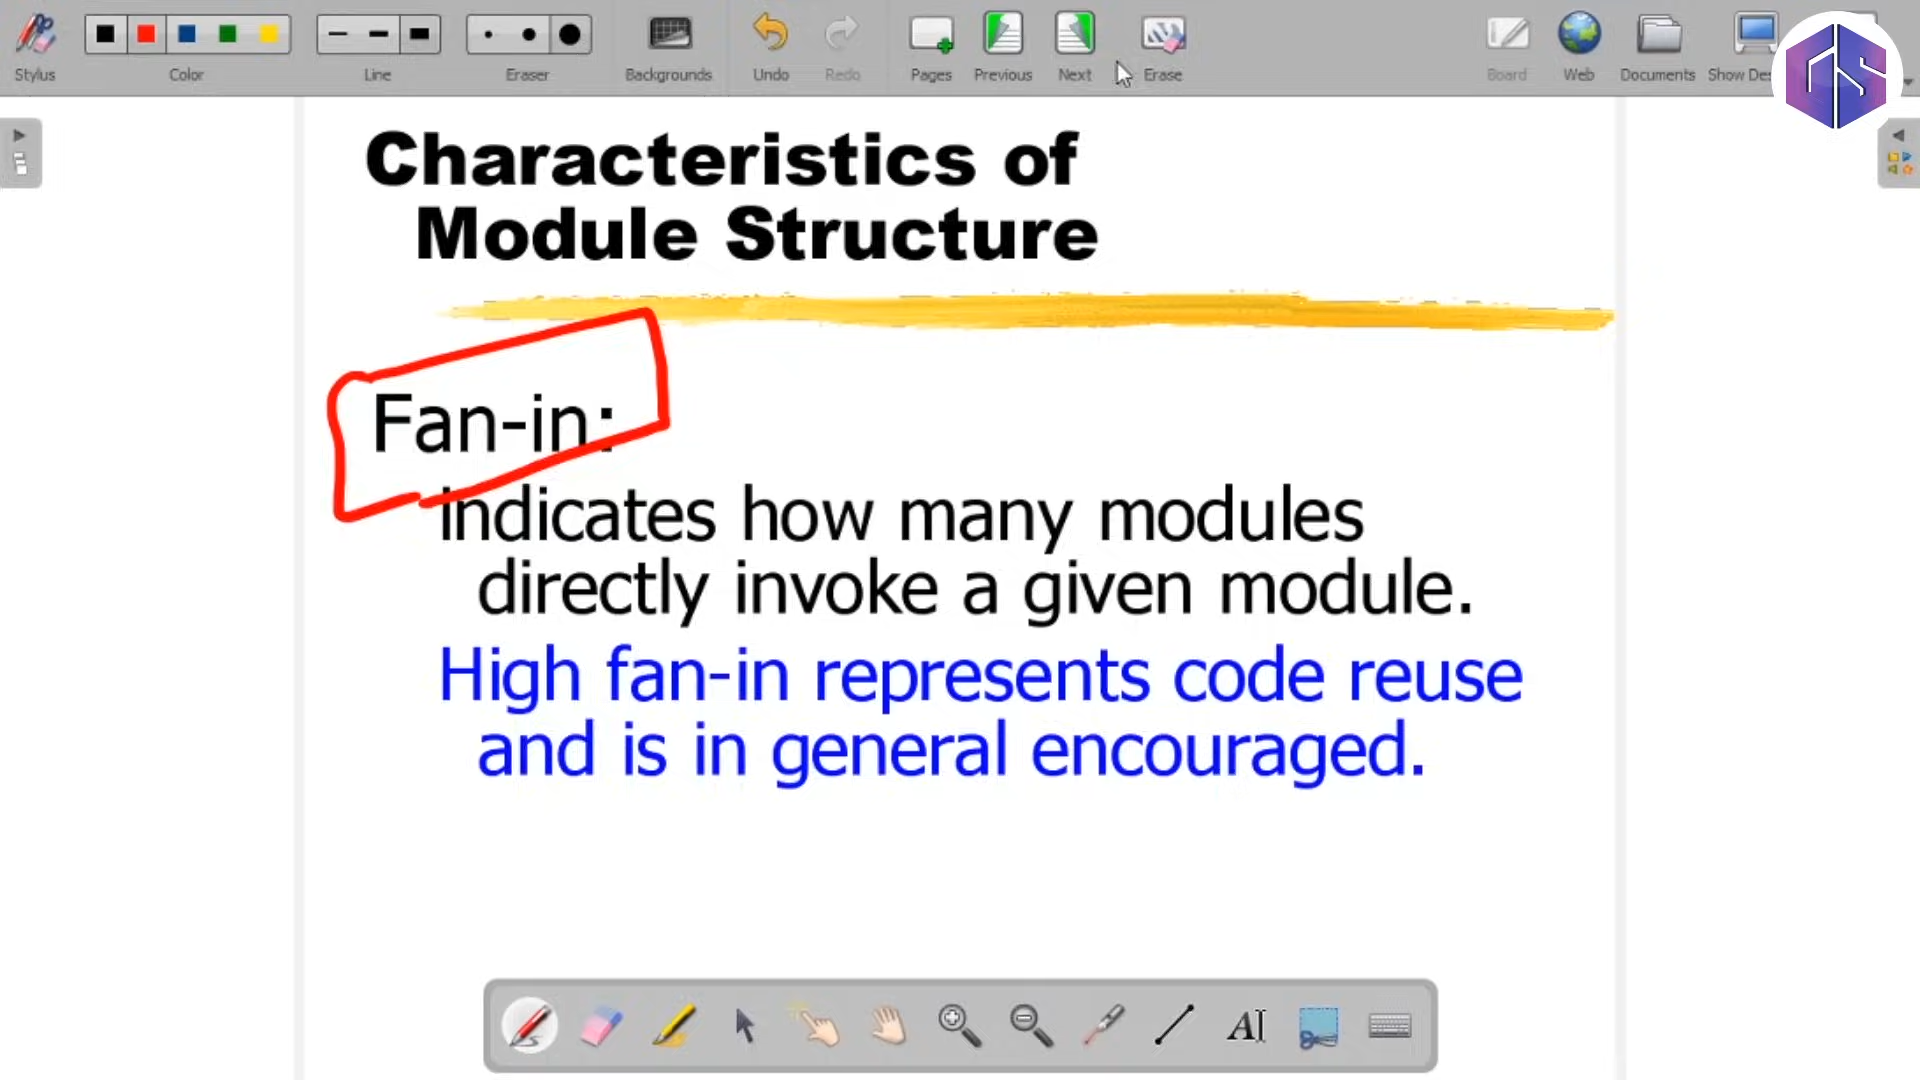 Stylus
Color
Line
Eraser
Backgrounds
Undo
Redo
Pages
Previous
Next
Erase
Board
Web
Documents
Show Des
Characteristics of
Module Structure
Fan-in:
indicates how many modules
directly invoke a given module.
High fan-in represents code reuse
and is in general encouraged.